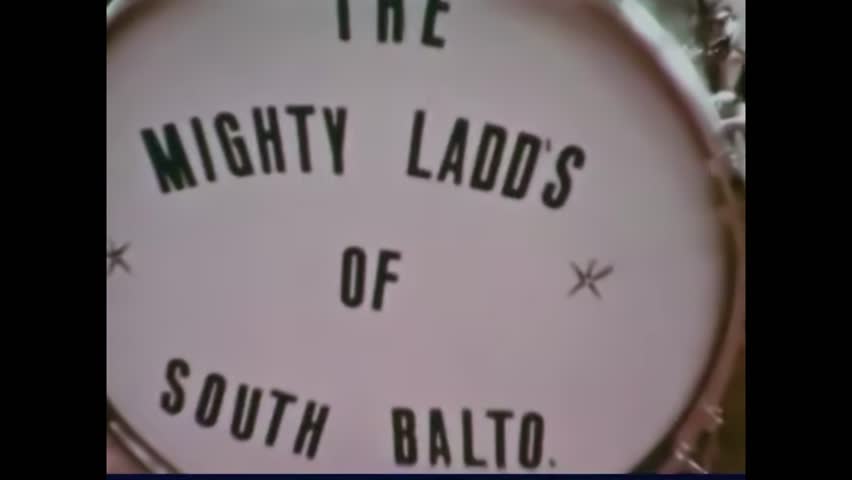 THE
MIGHTY LADD'S
OF
SOUTH BALTO.